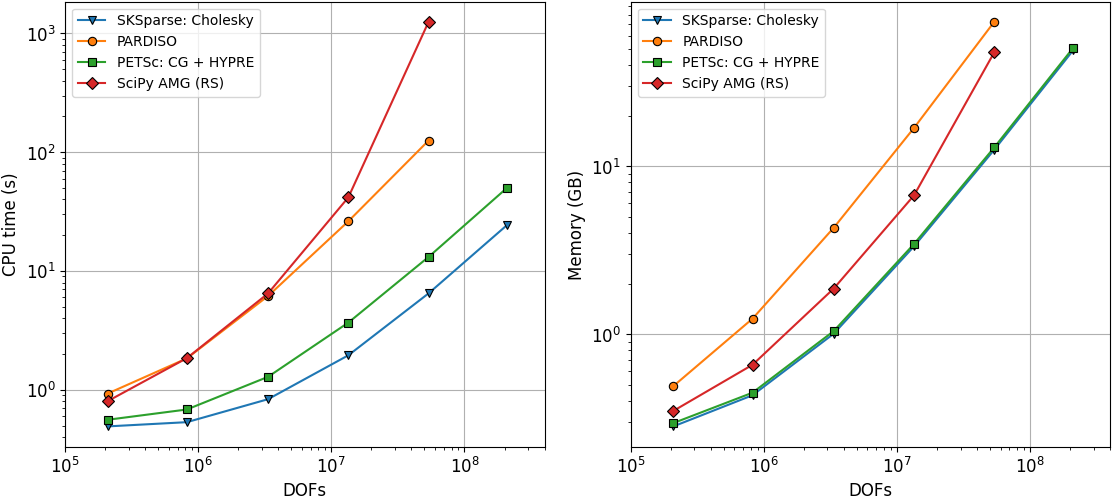 SKSparse: Cholesky
PARDISO
PETSc: CG + HYPRE
SciPy AMG (RS)
CPU time (s)
10³
10²
10¹
10⁰
10⁵
10⁶
10⁷
10⁸
DOFs
SKSparse: Cholesky
PARDISO
PETSc: CG + HYPRE
SciPy AMG (RS)
Memory (GB)
10¹
10⁰
10⁵
10⁶
10⁷
10⁸
DOFs